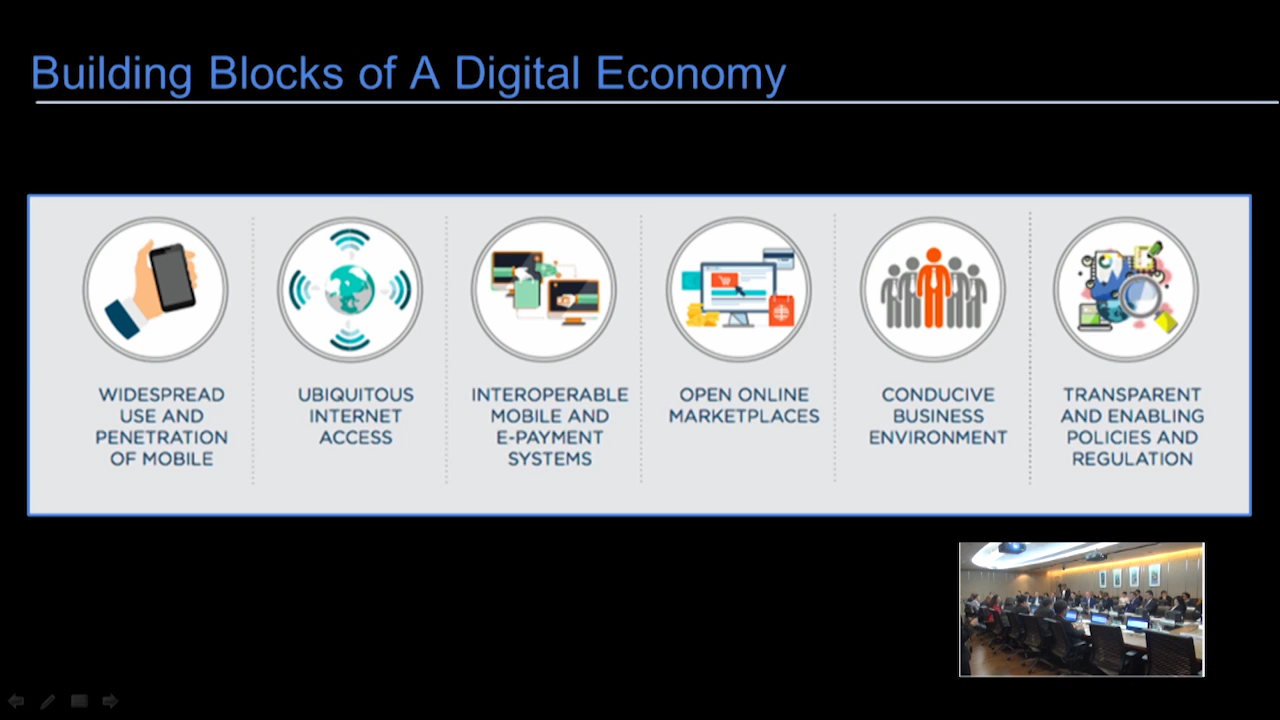 Building Blocks of A Digital Economy
WIDESPREAD
USE AND
PENETRATION
OF MOBILE
UBIQUITOUS
INTERNET
ACCESS
INTEROPERABLE
MOBILE AND
E-PAYMENT
SYSTEMS
OPEN ONLINE
MARKETPLACES
CONDUCIVE
BUSINESS
ENVIRONMENT
TRANSPARENT
AND ENABLING
POLICIES AND
REGULATION